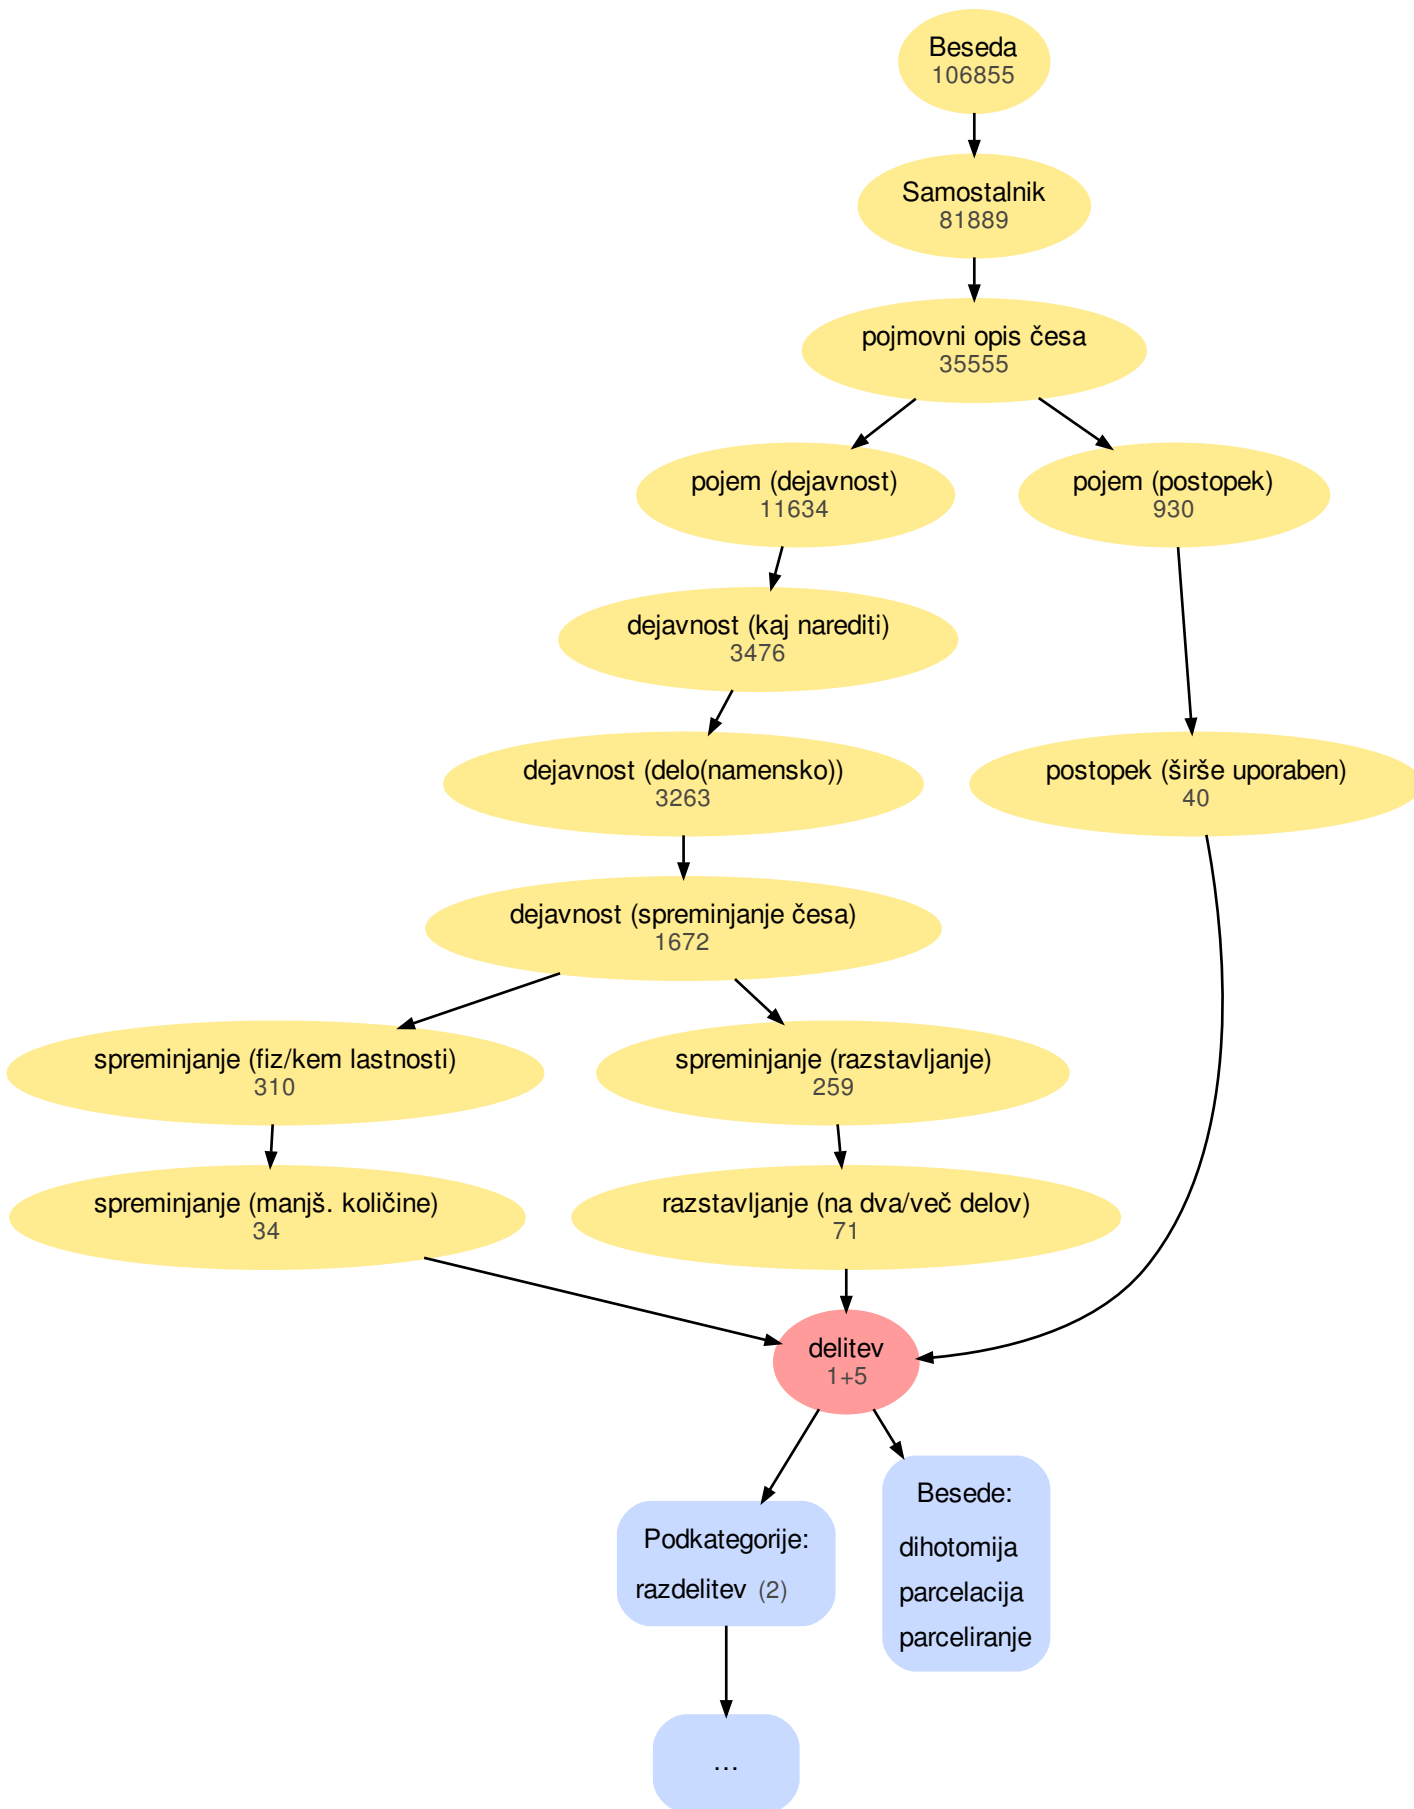 Beseda
106855
Samostalnik
81889
pojmovni opis česa
35555
pojem (dejavnost)
11634
pojem (postopek)
930
dejavnost (kaj narediti)
3476
dejavnost (delo(namensko))
3263
postopek (širše uporaben)
40
dejavnost (spreminjanje česa)
1672
spreminjanje (fiz/kem lastnosti)
310
spreminjanje (razstavljanje)
259
spreminjanje (manjš. količine)
34
razstavljanje (na dva/več delov)
71
delitev
1+5
Podkategorije:
razdelitev (2)
Besede:
dihotomija
parcelacija
parceliranje
...